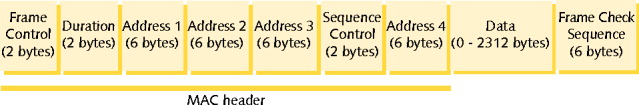 Frame Control (2 bytes)
Duration (2 bytes)
Address 1 (6 bytes)
Address 2 (6 bytes)
Address 3 (6 bytes)
Sequence Control (2 bytes)
Address 4 (6 bytes)
Data (0 - 2312 bytes)
Frame Check Sequence (6 bytes)
MAC header